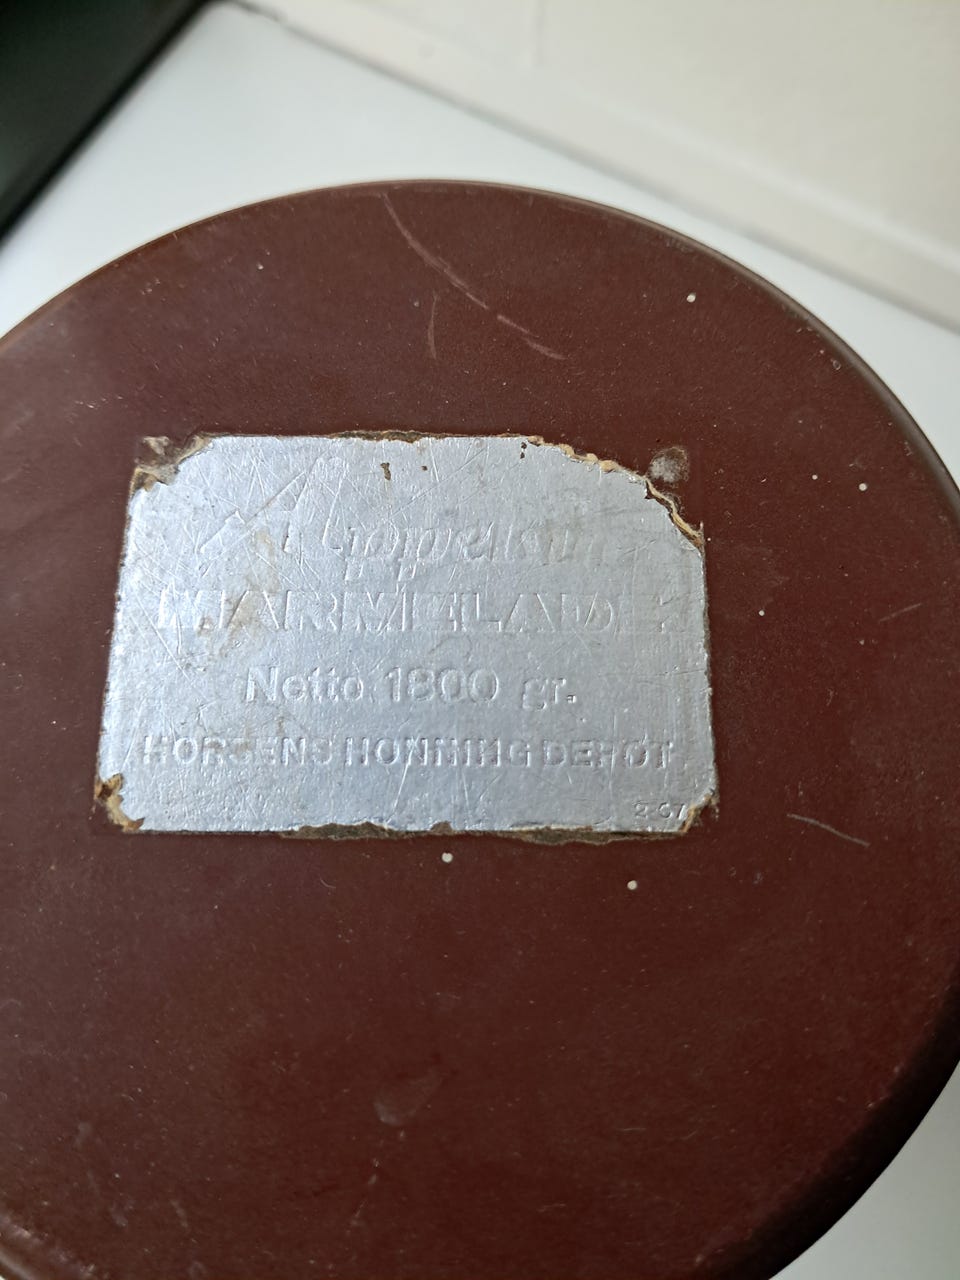 MARMELADE
Netto 1800 gr.
HORSENS HONNING DEPOT